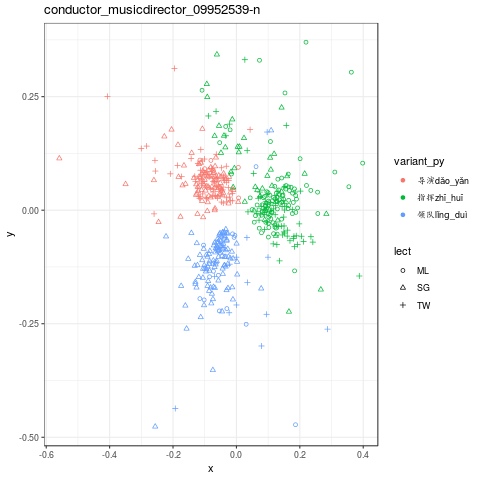 conductor_musicdirector_09952539-n
0.25
0.00
-0.25
-0.50
y
-0.6
-0.4
-0.2
0.0
0.2
0.4
x
variant_py
导演dǎo_yǎn
指挥zhǐ_huī
领队lǐng_duì
lect
ML
SG
TW